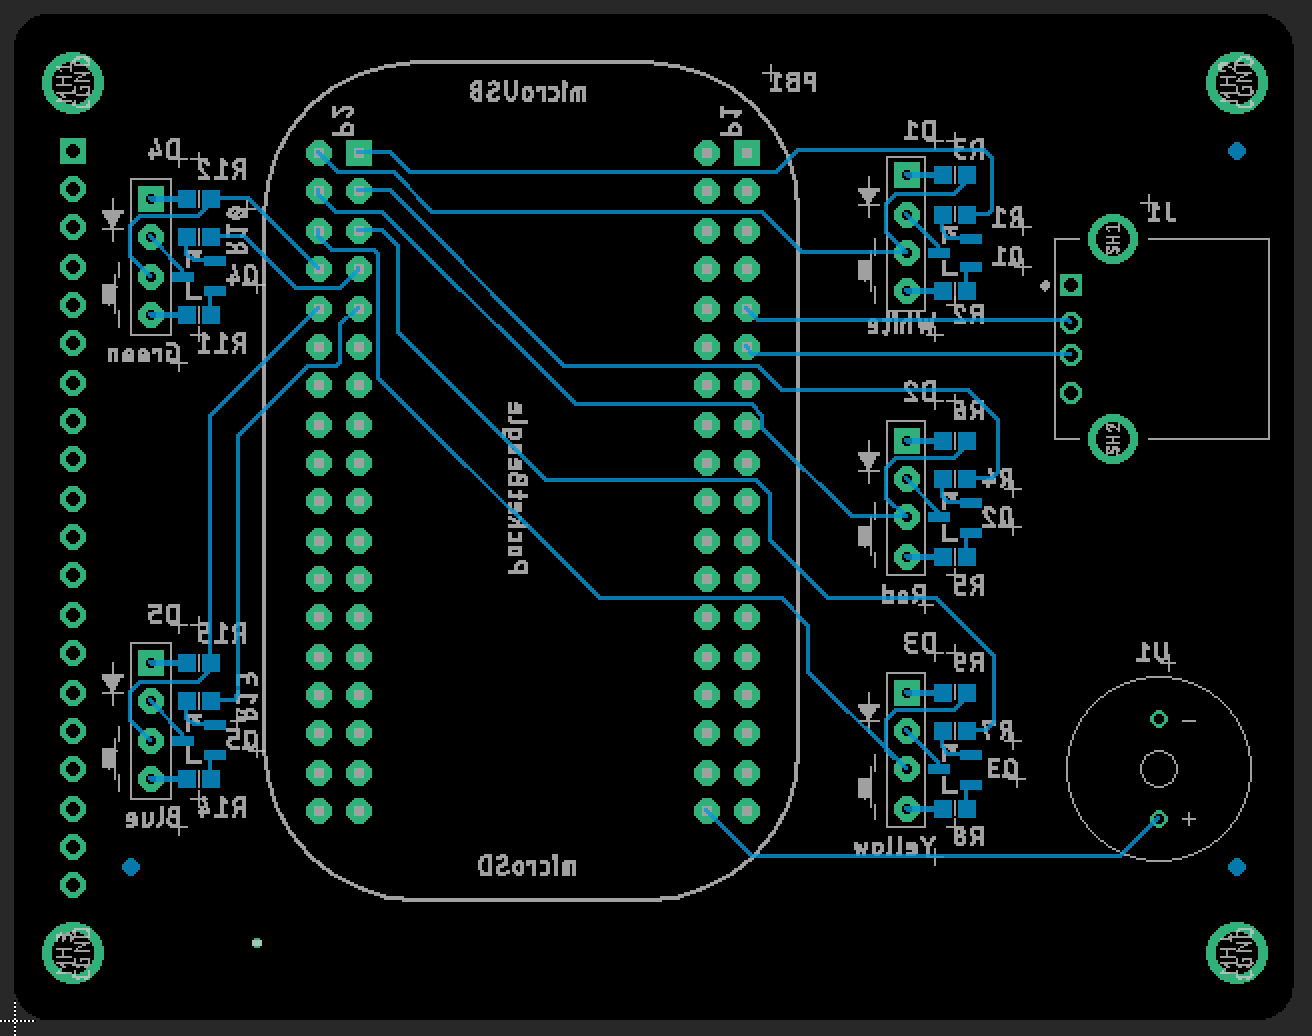 MH1
GND
microUSB
PB1
MH2
GND
P2
P1
D4
R12
D1
R3
R10
Q4
R1
Q1
J1
SH1
R11
Green
White
R2
D2
R6
SH2
PocketBeagle
R4
Q2
R5
Red
D5
R15
D3
R9
U1
R13
Q5
R7
Q3
−
+
R14
Blue
R8
Yellow
microSD
MH3
GND
GND